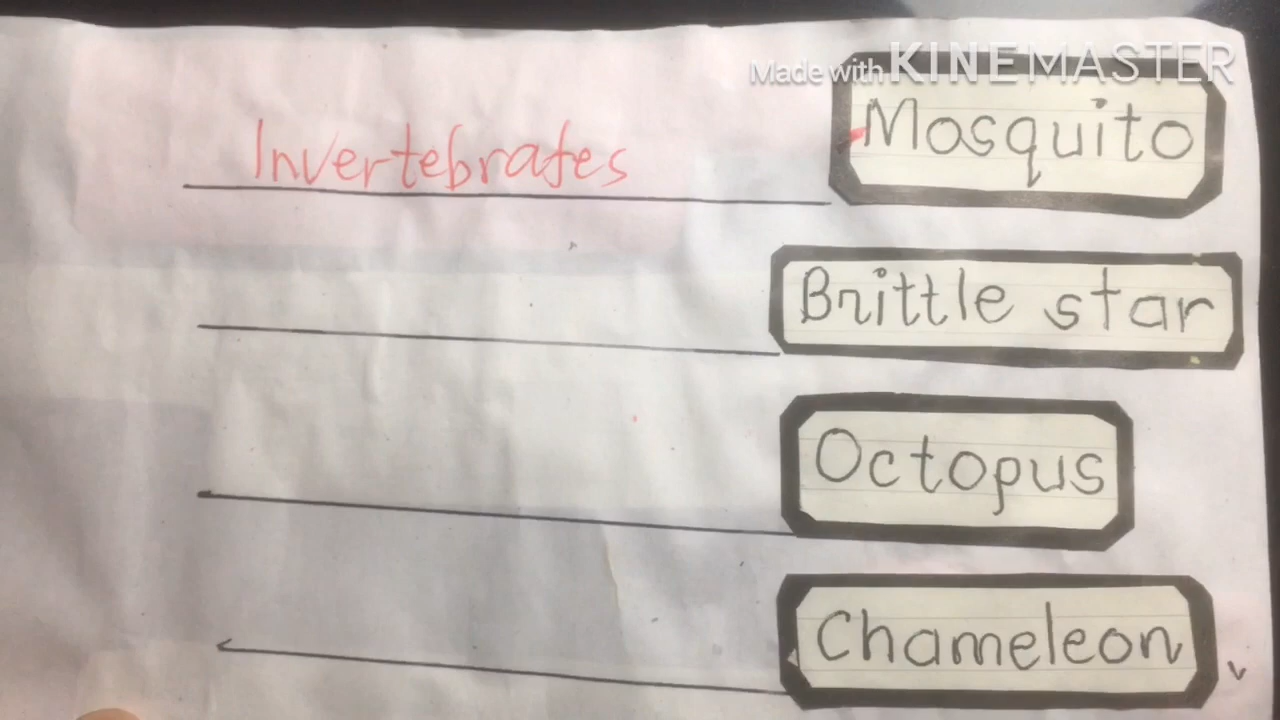 Made with KINEMASTER
Invertebrates Mosquito
Brittle star
Octopus
Chameleon